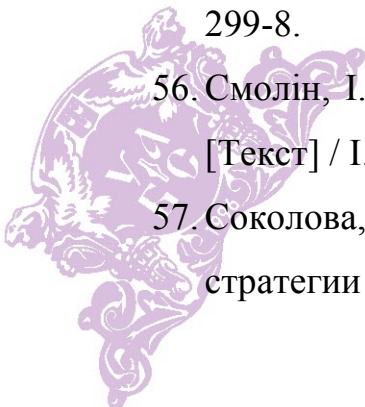 299-8.
56. Смолін, І.
[Текст] / І.
57. Соколова,
стратегии